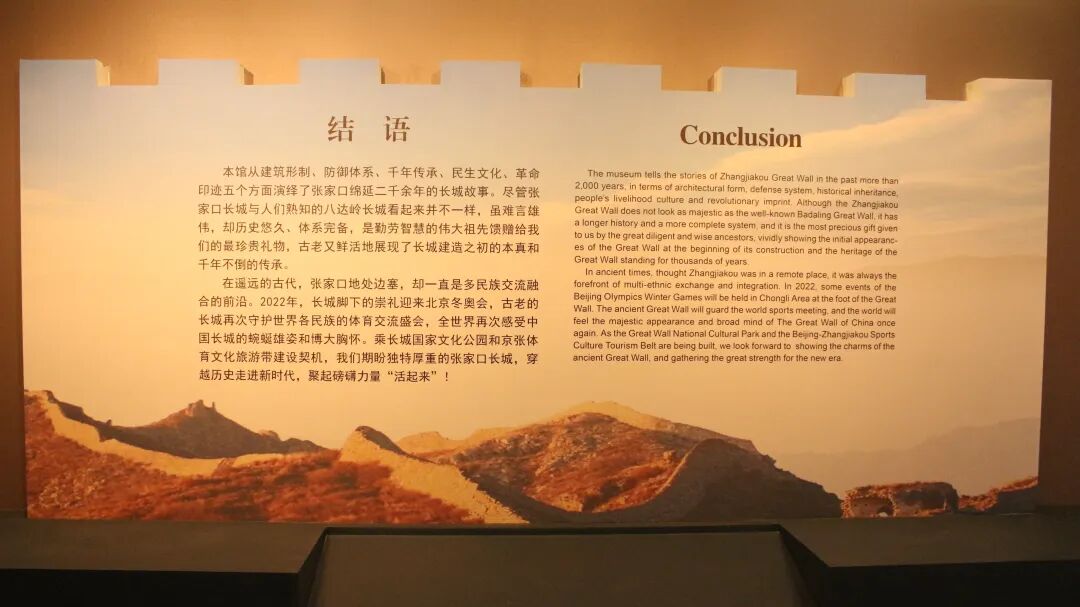 结 语
本馆从建筑形制、防御体系、千年传承、民生文化、革命
印迹五个方面演绎了张家口绵延二千余年的长城故事。尽管张
家口长城与人们熟知的八达岭长城看起来并不一样，虽难言雄
伟，却历史悠久、体系完备，是勤劳智慧的伟大祖先馈赠给我
们的最珍贵礼物，古老又鲜活地展现了长城建造之初的本真和
千年不倒的传承。
在遥远的古代，张家口地处边塞，却一直是多民族交流融
合的前沿。2022年，长城脚下的崇礼迎来北京冬奥会，古老的
长城再次守护世界各民族的体育交流盛会，全世界再次感受中
国长城的蜿蜒雄姿和博大胸怀。乘长城国家文化公园和京张体
育文化旅游带建设契机，我们期盼独特厚重的张家口长城，穿
越历史走进新时代，聚起磅礴力量“活起来”！
Conclusion
The museum tells the stories of Zhangjiakou Great Wall in the past more than
2,000 years, in terms of architectural form, defense system, historical inheritance,
people's livelihood culture and revolutionary imprint. Although the Zhangjiakou
Great Wall does not look as majestic as the well-known Badaling Great Wall, it has
a longer history and a more complete system, and it is the most precious gift given
to us by the great diligent and wise ancestors, vividly showing the initial appearanc-
es of the Great Wall at the beginning of its construction and the heritage of the
Great Wall standing for thousands of years.
In ancient times, thought Zhangjiakou was in a remote place, it was always the
forefront of multi-ethnic exchange and integration. In 2022, some events of the
Beijing Olympics Winter Games will be held in Chongli Area at the foot of the Great
Wall. The ancient Great Wall will guard the world sports meeting, and the world will
feel the majestic appearance and broad mind of The Great Wall of China once
again. As the Great Wall National Cultural Park and the Beijing-Zhangjiakou Sports
Culture Tourism Belt are being built, we look forward to showing the charms of the
ancient Great Wall, and gathering the great strength for the new era.